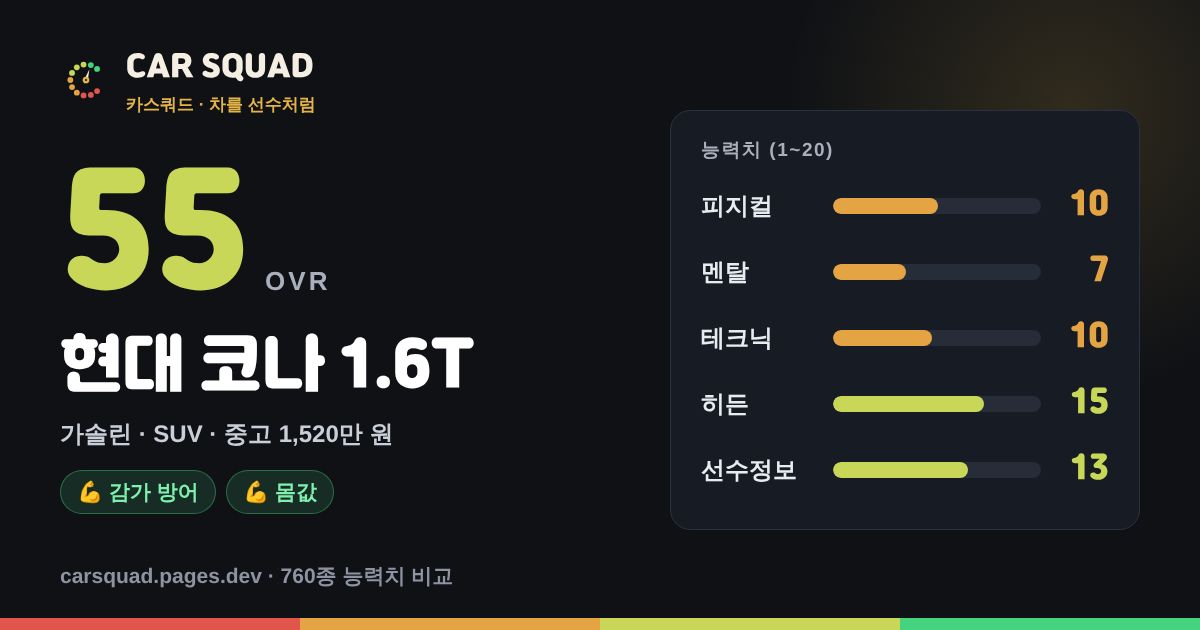 CAR SQUAD
카스쿼드 · 차를 선수처럼
55 OVR
현대 코나 1.6T
가솔린 · SUV · 중고 1,520만 원
💪 감가 방어
💪 몸값
carsquad.pages.dev · 760종 능력치 비교
능력치 (1~20)
피지컬 10
멘탈 7
테크닉 10
히든 15
선수정보 13